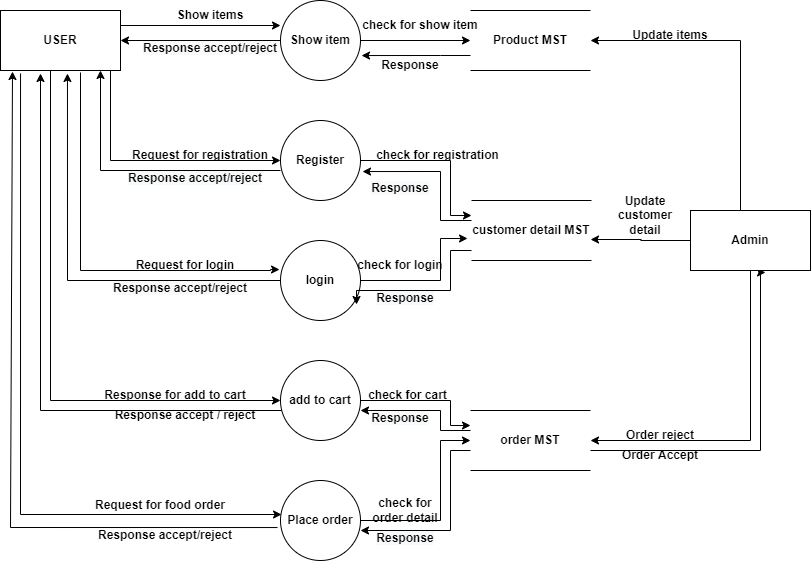 Show items
check for show item
USER
Show item
Product MST
Update items
Response accept/reject
Response
Request for registration
Register
check for registration
Response accept/reject
Response
Update
customer
detail
customer detail MST
Admin
Request for login
login
check for login
Response accept/reject
Response
Response for add to cart
add to cart
check for cart
Response accept / reject
Response
order MST
Order reject
Order Accept
Request for food order
Place order
check for
order detail
Response accept/reject
Response